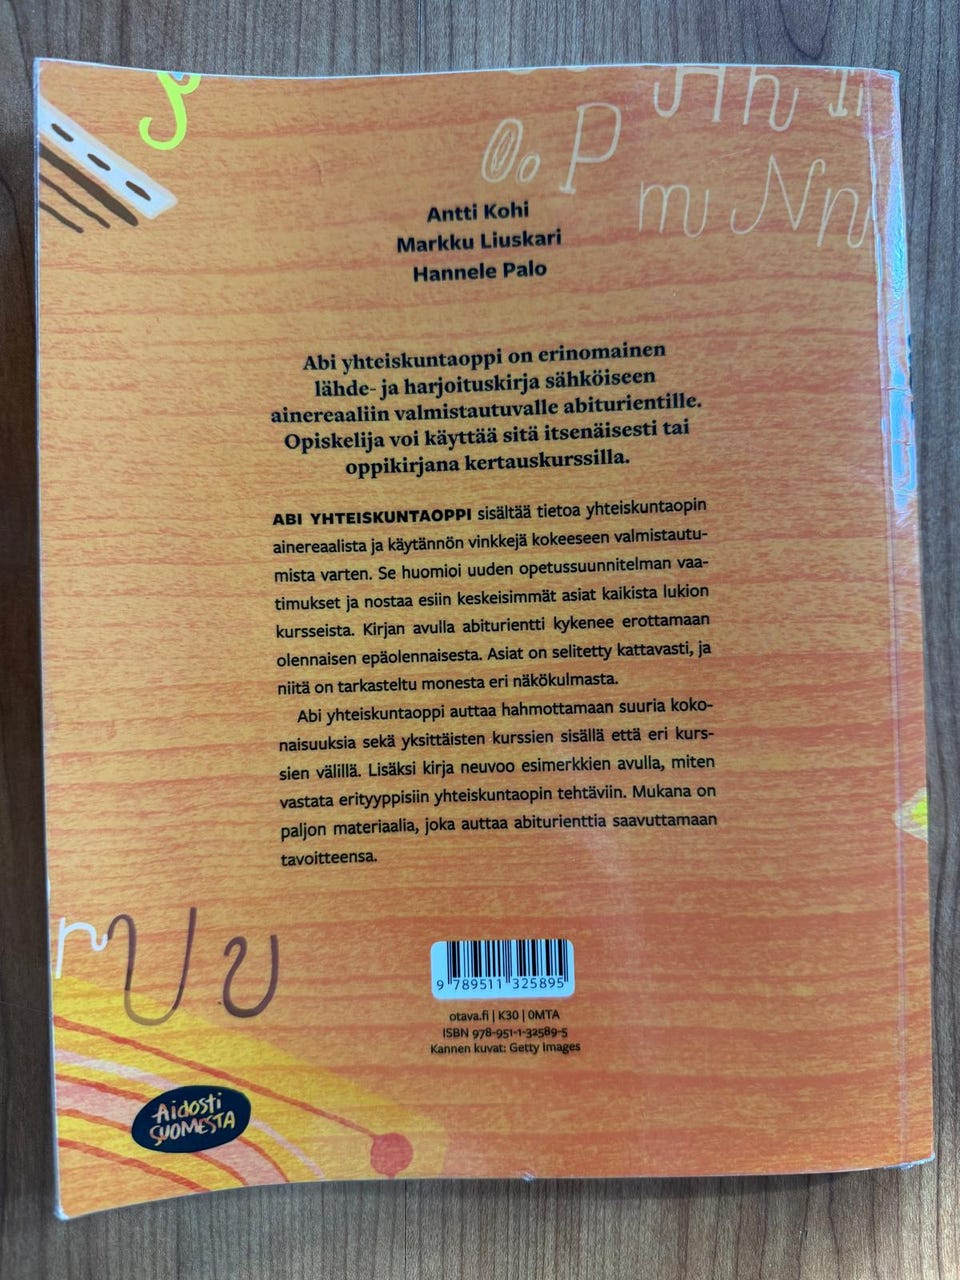 Oo P
m Nn
Antti Kohi
Markku Liuskari
Hannele Palo
Abi yhteiskuntaoppi on erinomainen
lähde- ja harjoituskirja sähköiseen
ainereaaliin valmistautuvalle abiturientille.
Opiskelija voi käyttää sitä itsenäisesti tai
oppikirjana kertauskurssilla.
ABI YHTEISKUNTAOPPI sisältää tietoa yhteiskuntaopin
ainereaalista ja käytännön vinkkejä kokeeseen valmistautu-
mista varten. Se huomioi uuden opetussuunnitelman vaa-
timukset ja nostaa esiin keskeisimmät asiat kaikista lukion
kursseista. Kirjan avulla abiturientti kykenee erottamaan
olennaisen epäolennaisesta. Asiat on selitetty kattavasti, ja
niitä on tarkasteltu monesta eri näkökulmasta.
Abi yhteiskuntaoppi auttaa hahmottamaan suuria koko-
naisuuksia sekä yksittäisten kurssien sisällä että eri kurs-
sien välillä. Lisäksi kirja neuvoo esimerkkien avulla, miten
vastata erityyppisiin yhteiskuntaopin tehtäviin. Mukana on
paljon materiaalia, joka auttaa abiturienttia saavuttamaan
tavoitteensa.
r U u
9 789511 325895
otava.fi | K30 | 0MTA
ISBN 978-951-1-32589-5
Kannen kuvat: Getty Images
Aidosti
SUOMESTA